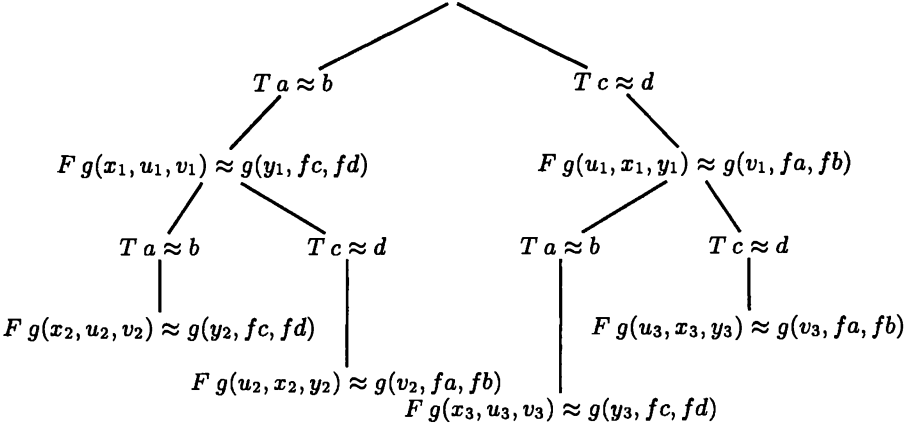 T a ≈ b T c ≈ d
F g(x₁, u₁, v₁) ≈ g(y₁, fc, fd) F g(u₁, x₁, y₁) ≈ g(v₁, fa, fb)
T a ≈ b T c ≈ d T a ≈ b T c ≈ d
F g(x₂, u₂, v₂) ≈ g(y₂, fc, fd) F g(u₃, x₃, y₃) ≈ g(v₃, fa, fb)
F g(u₂, x₂, y₂) ≈ g(v₂, fa, fb)
F g(x₃, u₃, v₃) ≈ g(y₃, fc, fd)